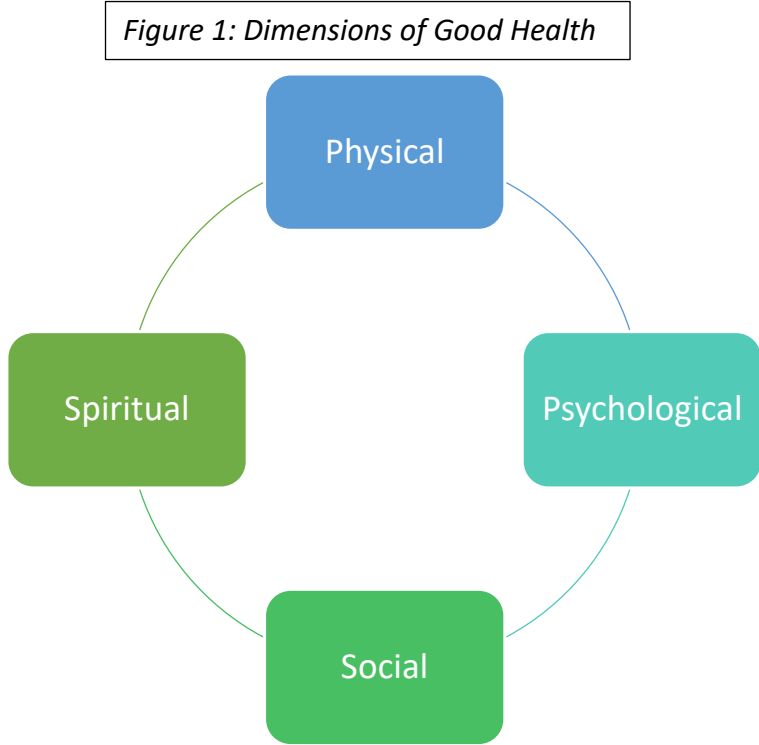 Figure 1: Dimensions of Good Health
Physical
Spiritual
Psychological
Social